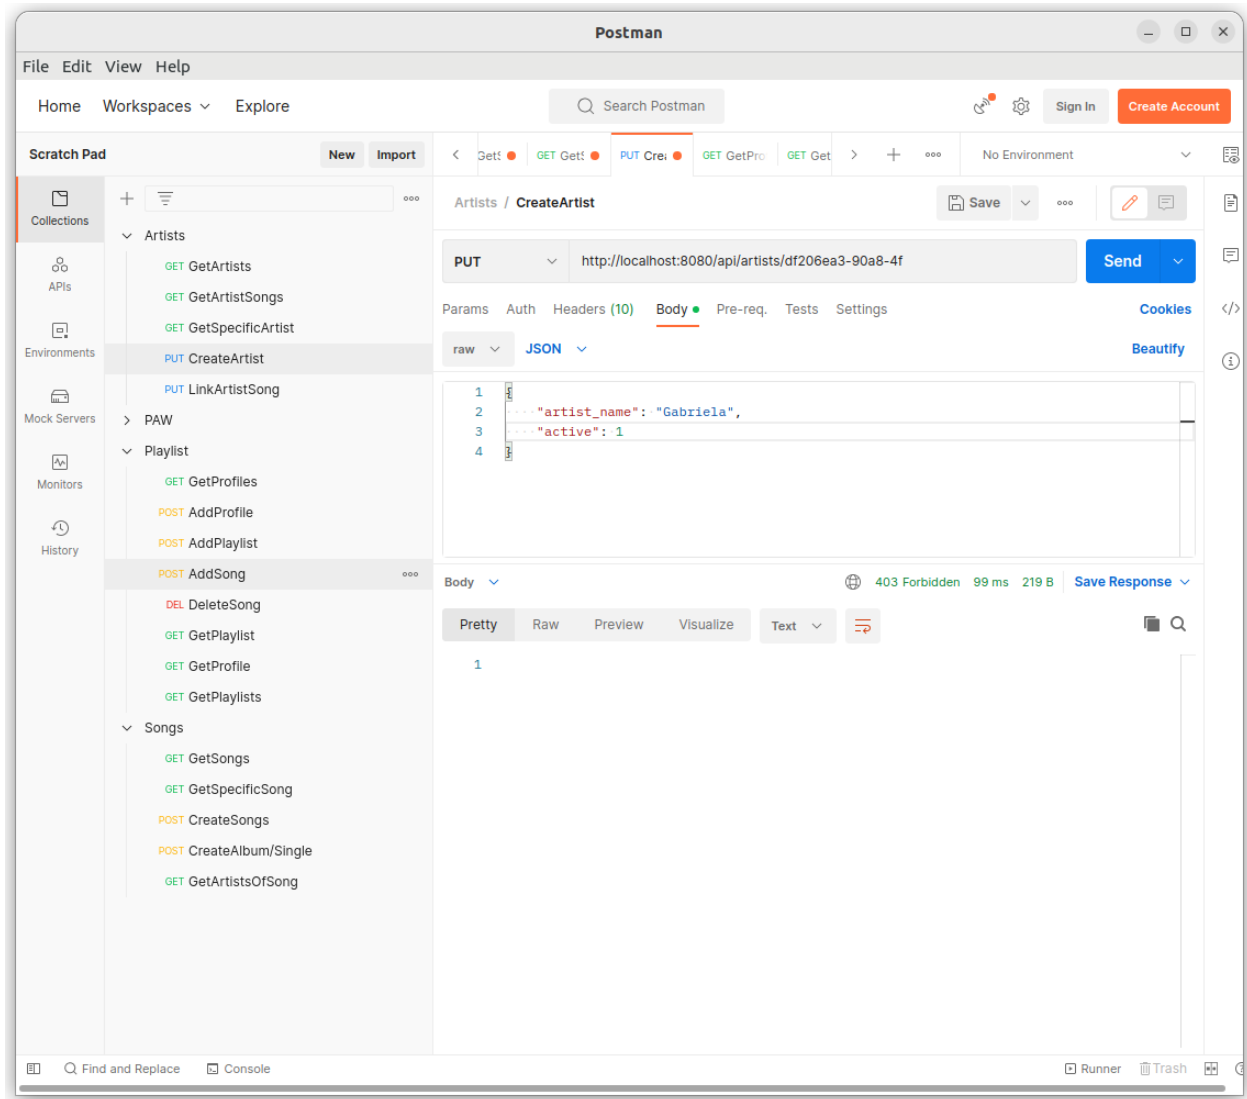 Postman
File Edit View Help
Home Workspaces Explore Search Postman Sign In Create Account
Scratch Pad New Import
GetS GET GetS PUT Crea GET GetPro GET Get No Environment
Collections
APIs
Environments
Mock Servers
Monitors
History
Artists
GET GetArtists
GET GetArtistSongs
GET GetSpecificArtist
PUT CreateArtist
PUT LinkArtistSong
PAW
Playlist
GET GetProfiles
POST AddProfile
POST AddPlaylist
POST AddSong
DEL DeleteSong
GET GetPlaylist
GET GetProfile
GET GetPlaylists
Songs
GET GetSongs
GET GetSpecificSong
POST CreateSongs
POST CreateAlbum/Single
GET GetArtistsOfSong
Artists / CreateArtist Save
PUT http://localhost:8080/api/artists/df206ea3-90a8-4f Send
Params Auth Headers (10) Body Pre-req. Tests Settings Cookies
raw JSON Beautify
1 {
2 "artist_name": "Gabriela",
3 "active": 1
4 }
Body 403 Forbidden 99 ms 219 B Save Response
Pretty Raw Preview Visualize Text
1
Find and Replace Console Runner Trash